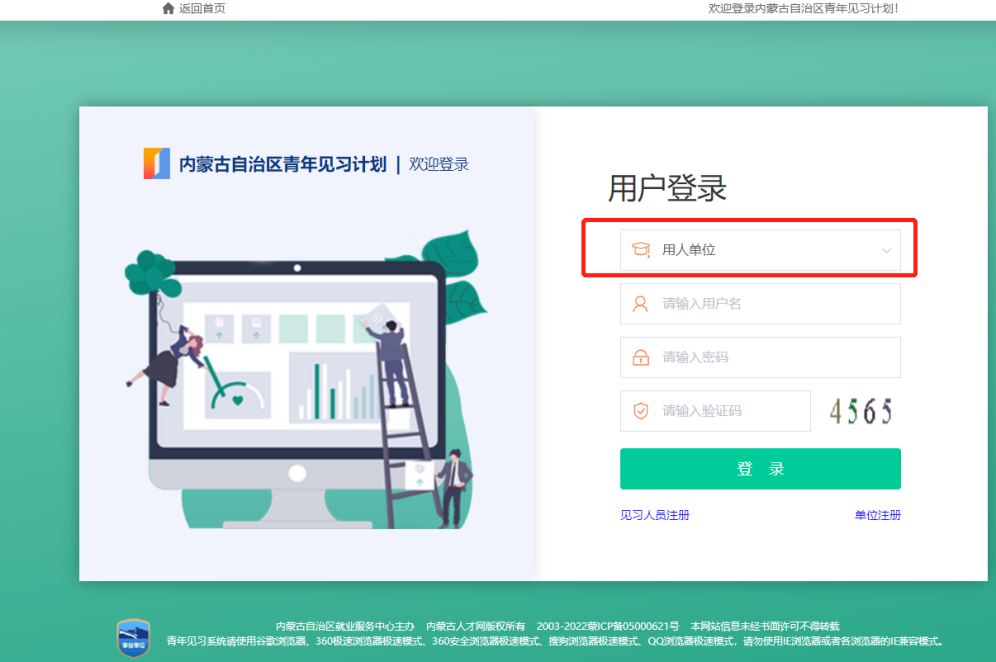 返回首页
欢迎登录内蒙古自治区青年见习计划!
内蒙古自治区青年见习计划 | 欢迎登录
用户登录
用人单位
请输入用户名
请输入密码
请输入验证码
4565
登 录
见习人员注册
单位注册
内蒙古自治区就业服务中心主办 内蒙古人才网版权所有 2003-2022蒙ICP备05000621号 本网站信息未经书面许可不得转载
青年见习系统请使用谷歌浏览器、360极速浏览器极速模式、360安全浏览器极速模式、搜狗浏览器极速模式、QQ浏览器极速模式，请勿使用IE浏览器或者各浏览器的IE兼容模式。
事业单位